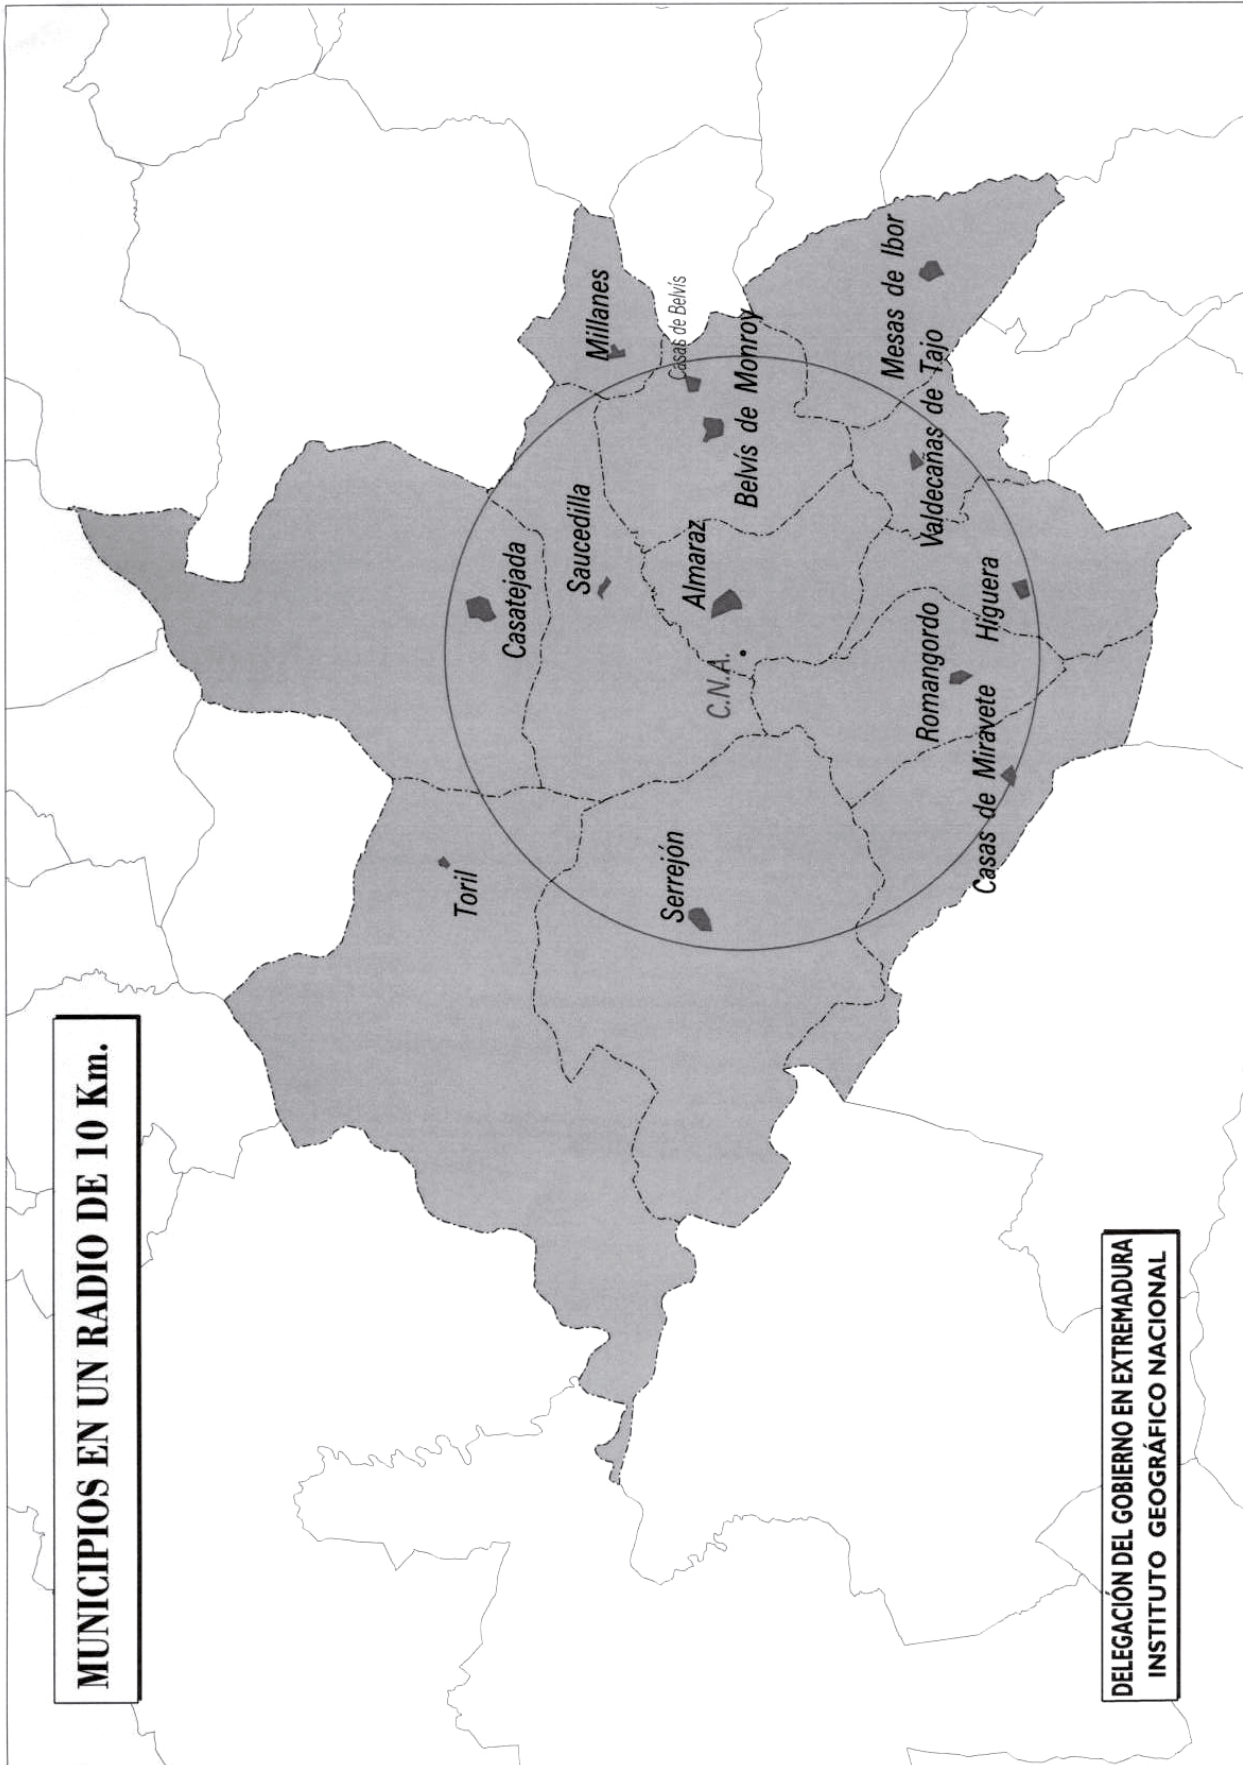 MUNICIPIOS EN UN RADIO DE 10 Km.
Toril
Casatejada
Saucedilla
Millanes
Casas de Belvís
Serrejón
C.N.A.
Almaraz
Belvís de Monroy
Mesas de Ibor
Valdecañas de Tajo
Romangordo
Higuera
Casas de Miravete
DELEGACIÓN DEL GOBIERNO EN EXTREMADURA
INSTITUTO GEOGRÁFICO NACIONAL